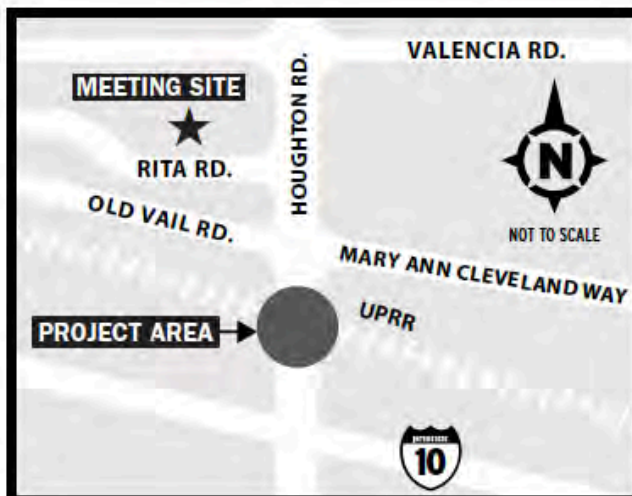 VALENCIA RD.
HOUGHTON RD.
MEETING SITE
RITA RD.
N
NOT TO SCALE
OLD VAIL RD.
MARY ANN CLEVELAND WAY
UPRR
PROJECT AREA
INTERSTATE
10